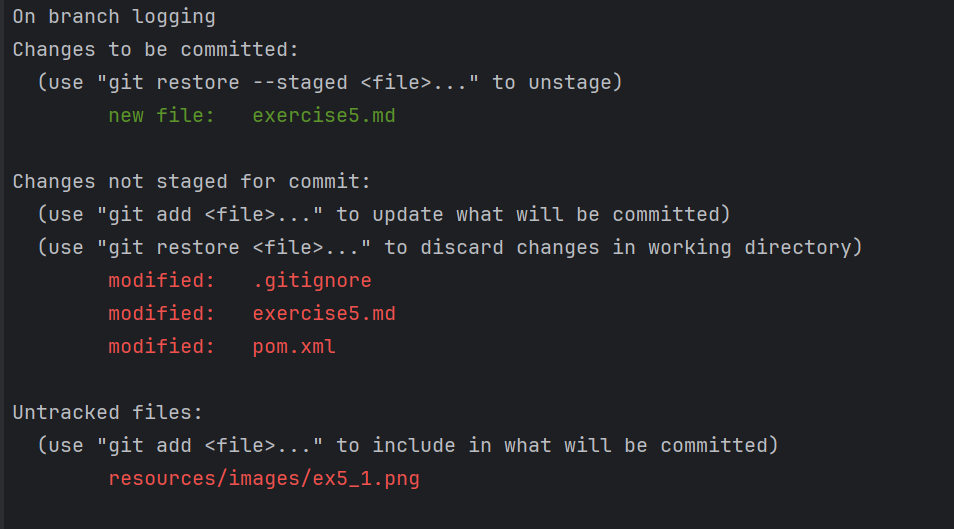 On branch logging
Changes to be committed:
  (use "git restore --staged <file>..." to unstage)
        new file:   exercise5.md

Changes not staged for commit:
  (use "git add <file>..." to update what will be committed)
  (use "git restore <file>..." to discard changes in working directory)
        modified:   .gitignore
        modified:   exercise5.md
        modified:   pom.xml

Untracked files:
  (use "git add <file>..." to include in what will be committed)
        resources/images/ex5_1.png